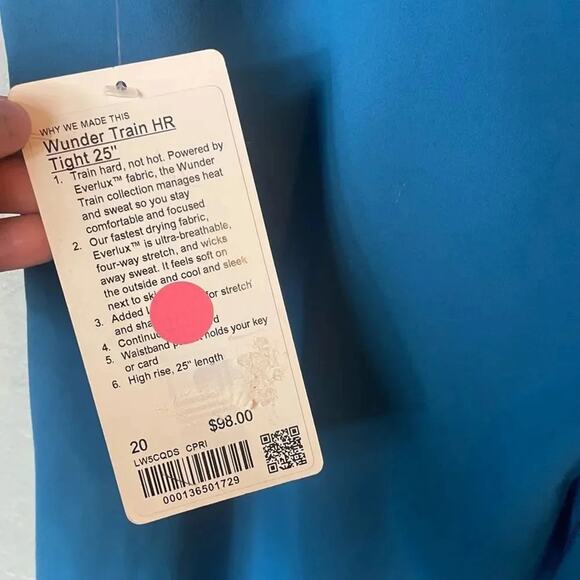 WHY WE MADE THIS
Wunder Train HR
Tight 25"
1. Train hard, not hot. Powered by
Everlux™ fabric, the Wunder
Train collection manages heat
and sweat so you stay
comfortable and focused
2. Our fastest drying fabric,
Everlux™ is ultra-breathable,
four-way stretch, and wicks
away sweat. It feels soft on
the outside and cool and sleek
next to
3. Added for stretch
and
4.
5. Waistband holds your key
or card
6. High rise, 25" length
$98.00
20
LW5CQDS CPRI
000136501729